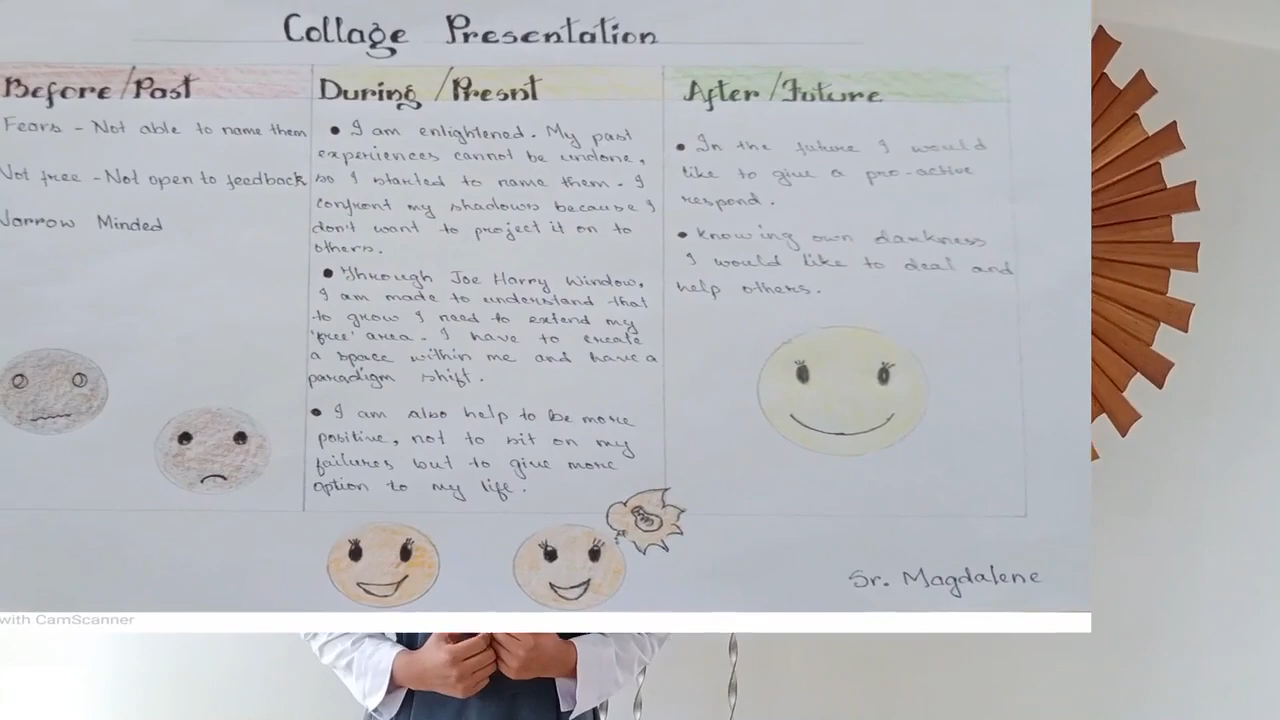 Collage Presentation
Before/Past
Fears - Not able to name them
Not free - Not open to feedback
Narrow Minded
During/Presnt
• I am enlightened. My past
experiences cannot be undone,
so I started to name them. I
confront my shadows because I
don't want to project it on to
others.
• Through Joe Harry Window,
I am made to understand that
to grow I need to extend my
'free' area. I have to create
a space within me and have a
paradigm shift.
• I am also help to be more
positive, not to sit on my
failures but to give more
option to my life.
After/Future
• In the future I would
like to give a pro-active
respond.
• Knowing own darkness
I would like to deal and
help others.
Sr. Magdalene
with CamScanner